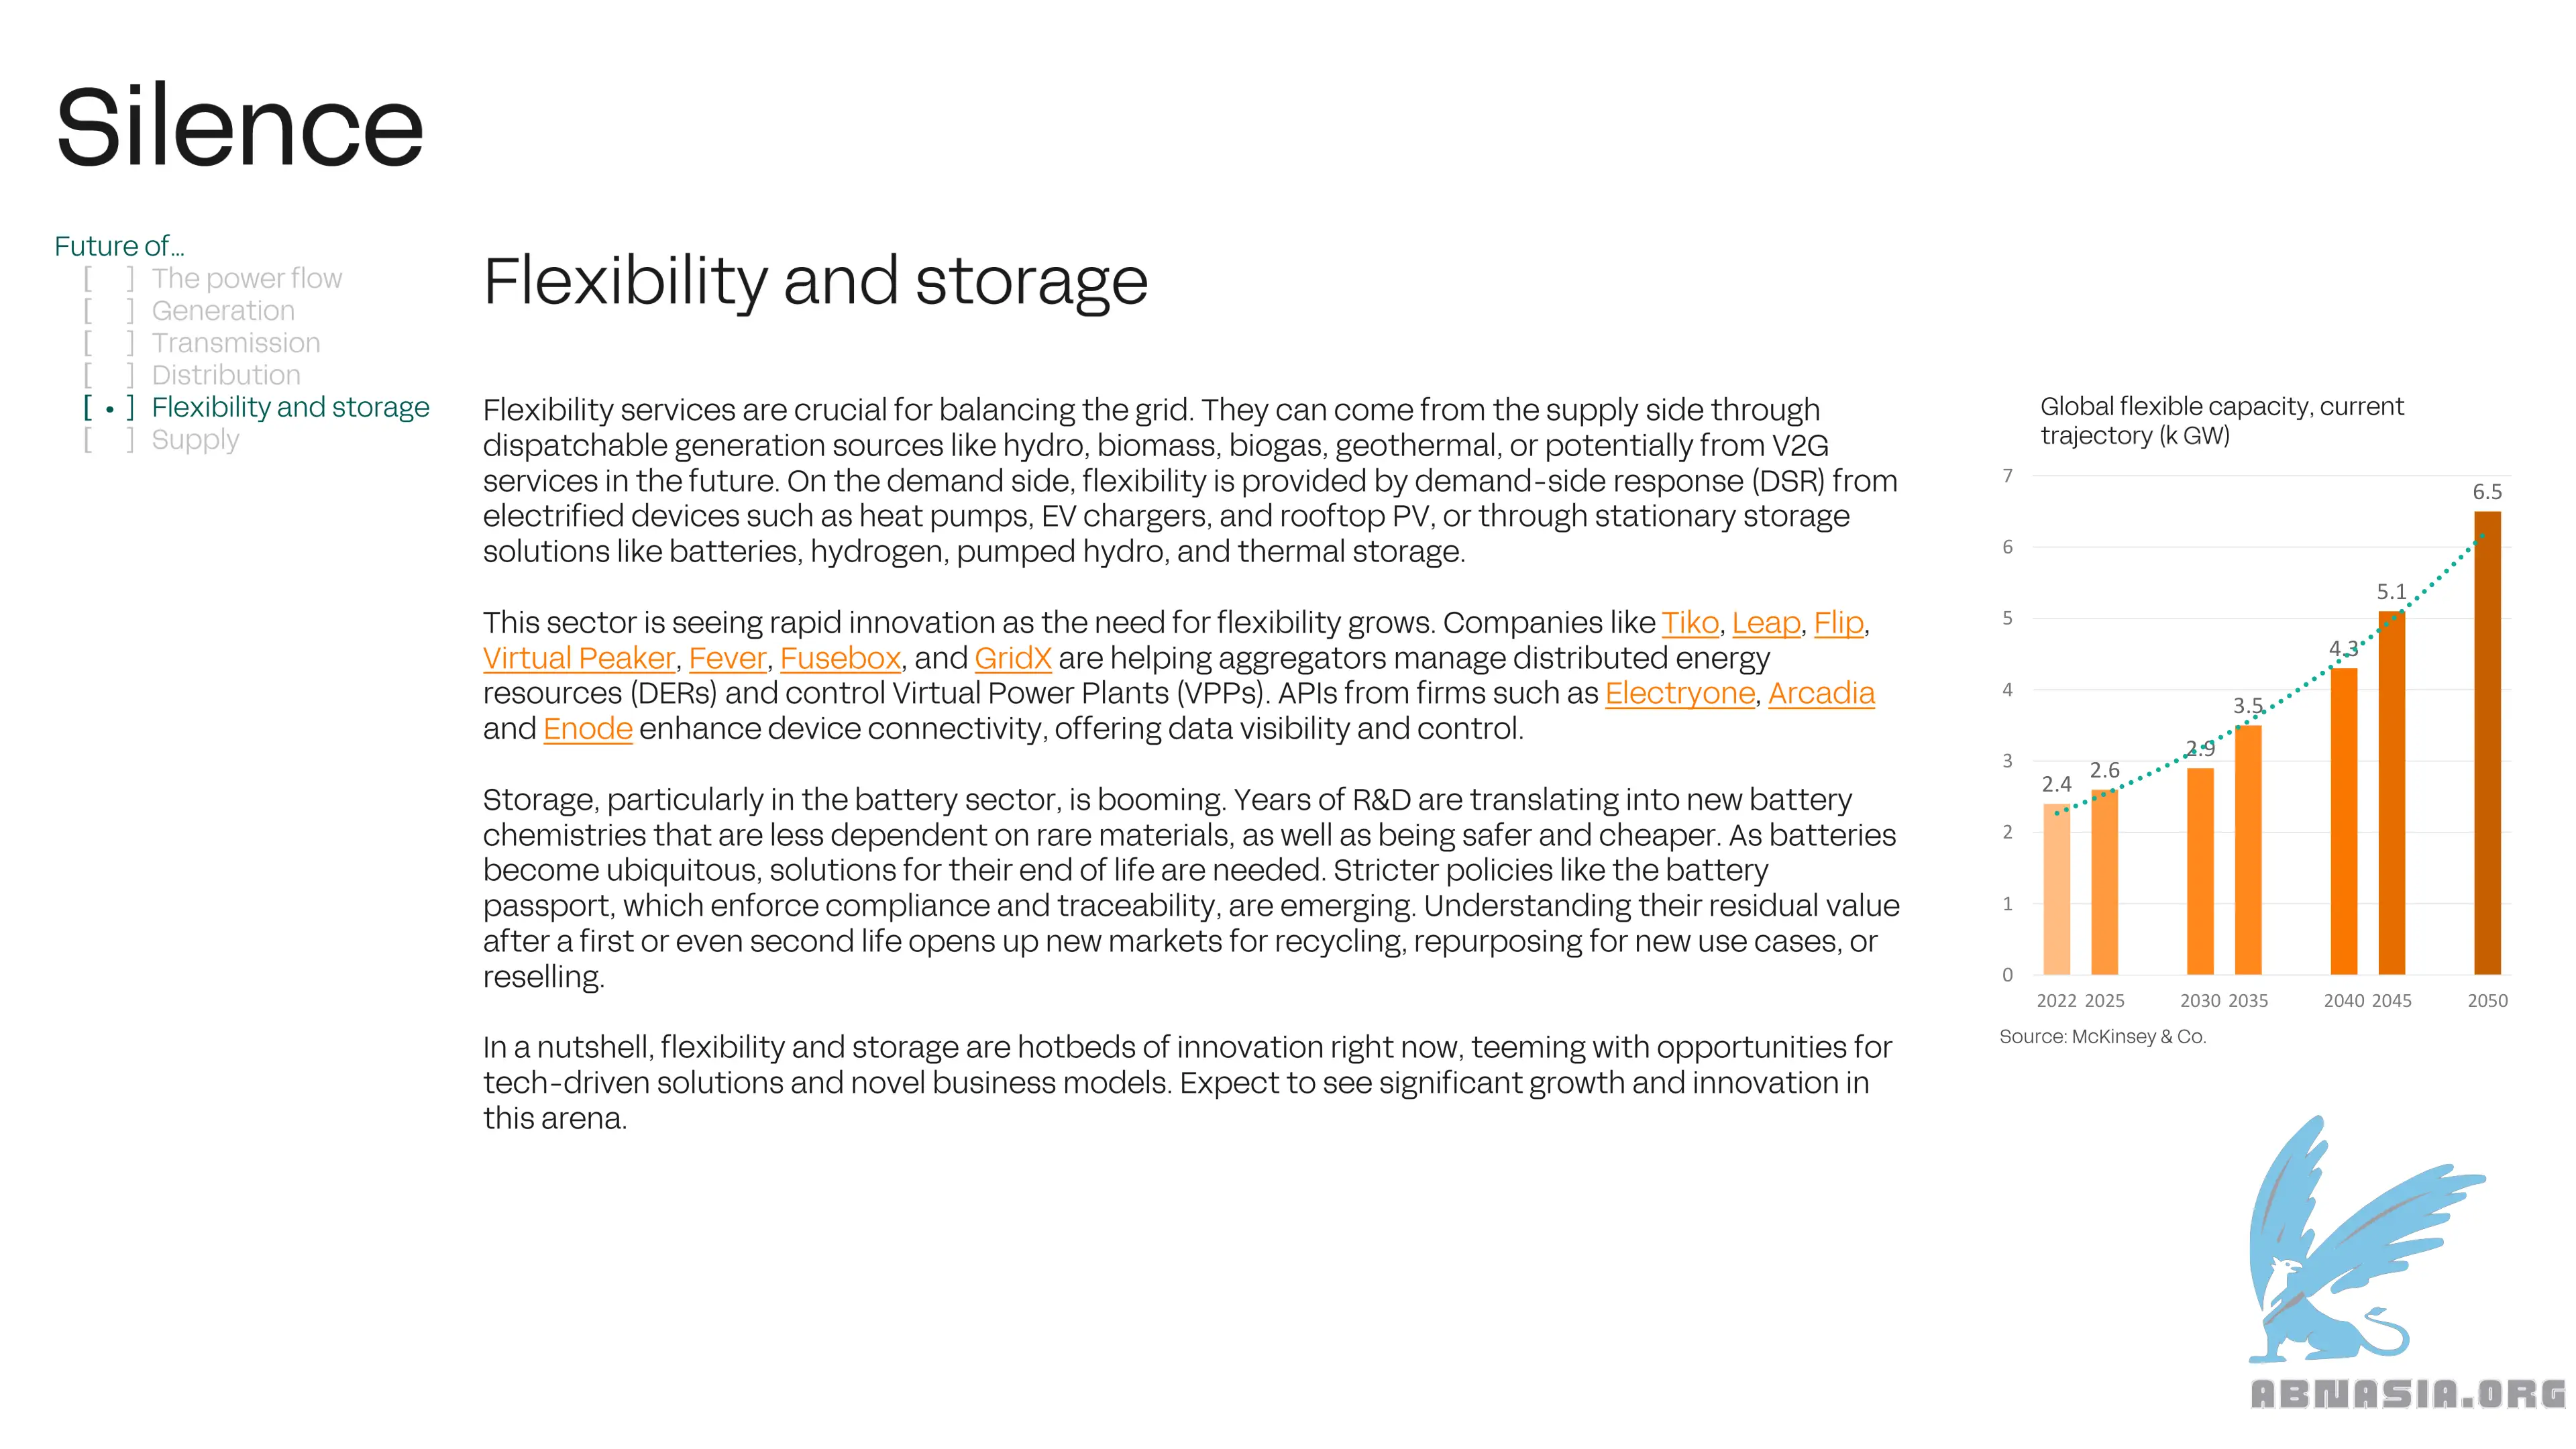 Silence
Future of...
[ ] The power flow
[ ] Generation
[ ] Transmission
[ ] Distribution
[ • ] Flexibility and storage
[ ] Supply
Flexibility and storage
Flexibility services are crucial for balancing the grid. They can come from the supply side through
dispatchable generation sources like hydro, biomass, biogas, geothermal, or potentially from V2G
services in the future. On the demand side, flexibility is provided by demand-side response (DSR) from
electrified devices such as heat pumps, EV chargers, and rooftop PV, or through stationary storage
solutions like batteries, hydrogen, pumped hydro, and thermal storage.
This sector is seeing rapid innovation as the need for flexibility grows. Companies like Tiko, Leap, Flip,
Virtual Peaker, Fever, Fusebox, and GridX are helping aggregators manage distributed energy
resources (DERs) and control Virtual Power Plants (VPPs). APIs from firms such as Electryone, Arcadia
and Enode enhance device connectivity, offering data visibility and control.
Storage, particularly in the battery sector, is booming. Years of R&D are translating into new battery
chemistries that are less dependent on rare materials, as well as being safer and cheaper. As batteries
become ubiquitous, solutions for their end of life are needed. Stricter policies like the battery
passport, which enforce compliance and traceability, are emerging. Understanding their residual value
after a first or even second life opens up new markets for recycling, repurposing for new use cases, or
reselling.
In a nutshell, flexibility and storage are hotbeds of innovation right now, teeming with opportunities for
tech-driven solutions and novel business models. Expect to see significant growth and innovation in
this arena.
Global flexible capacity, current
trajectory (k GW)
7
6.5
6
5.1
5
4.3
4
3.5
2.9
3
2.6
2.4
2
1
0
2022 2025 2030 2035 2040 2045 2050
Source: McKinsey & Co.
ABNASIA.ORG